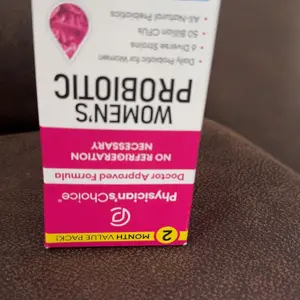 2 MONTH VALUE PACK!
Physician'sChoice®
Doctor Approved Formula
NO REFRIGERATION
NECESSARY
WOMEN'S
PROBIOTIC
• Daily Probiotic for Women
• 6 Diverse Strains
• 50 Billion CFUs
• All-Natural Prebiotics